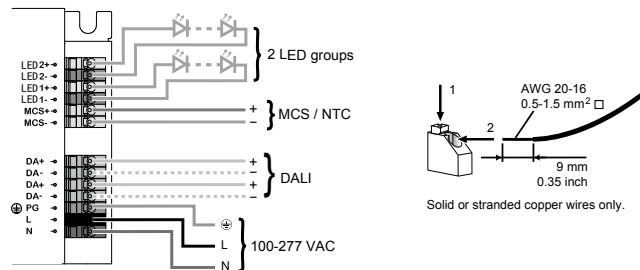 LED2+
LED2-
LED1+
LED1-
MCS+
MCS-
DA+
DA-
DA+
DA-
PG
L
N
2 LED groups
+
–
MCS / NTC
+
–
+
–
DALI
L
N
100-277 VAC
1
2
AWG 20-16
0.5-1.5 mm² □
9 mm
0.35 inch
Solid or stranded copper wires only.